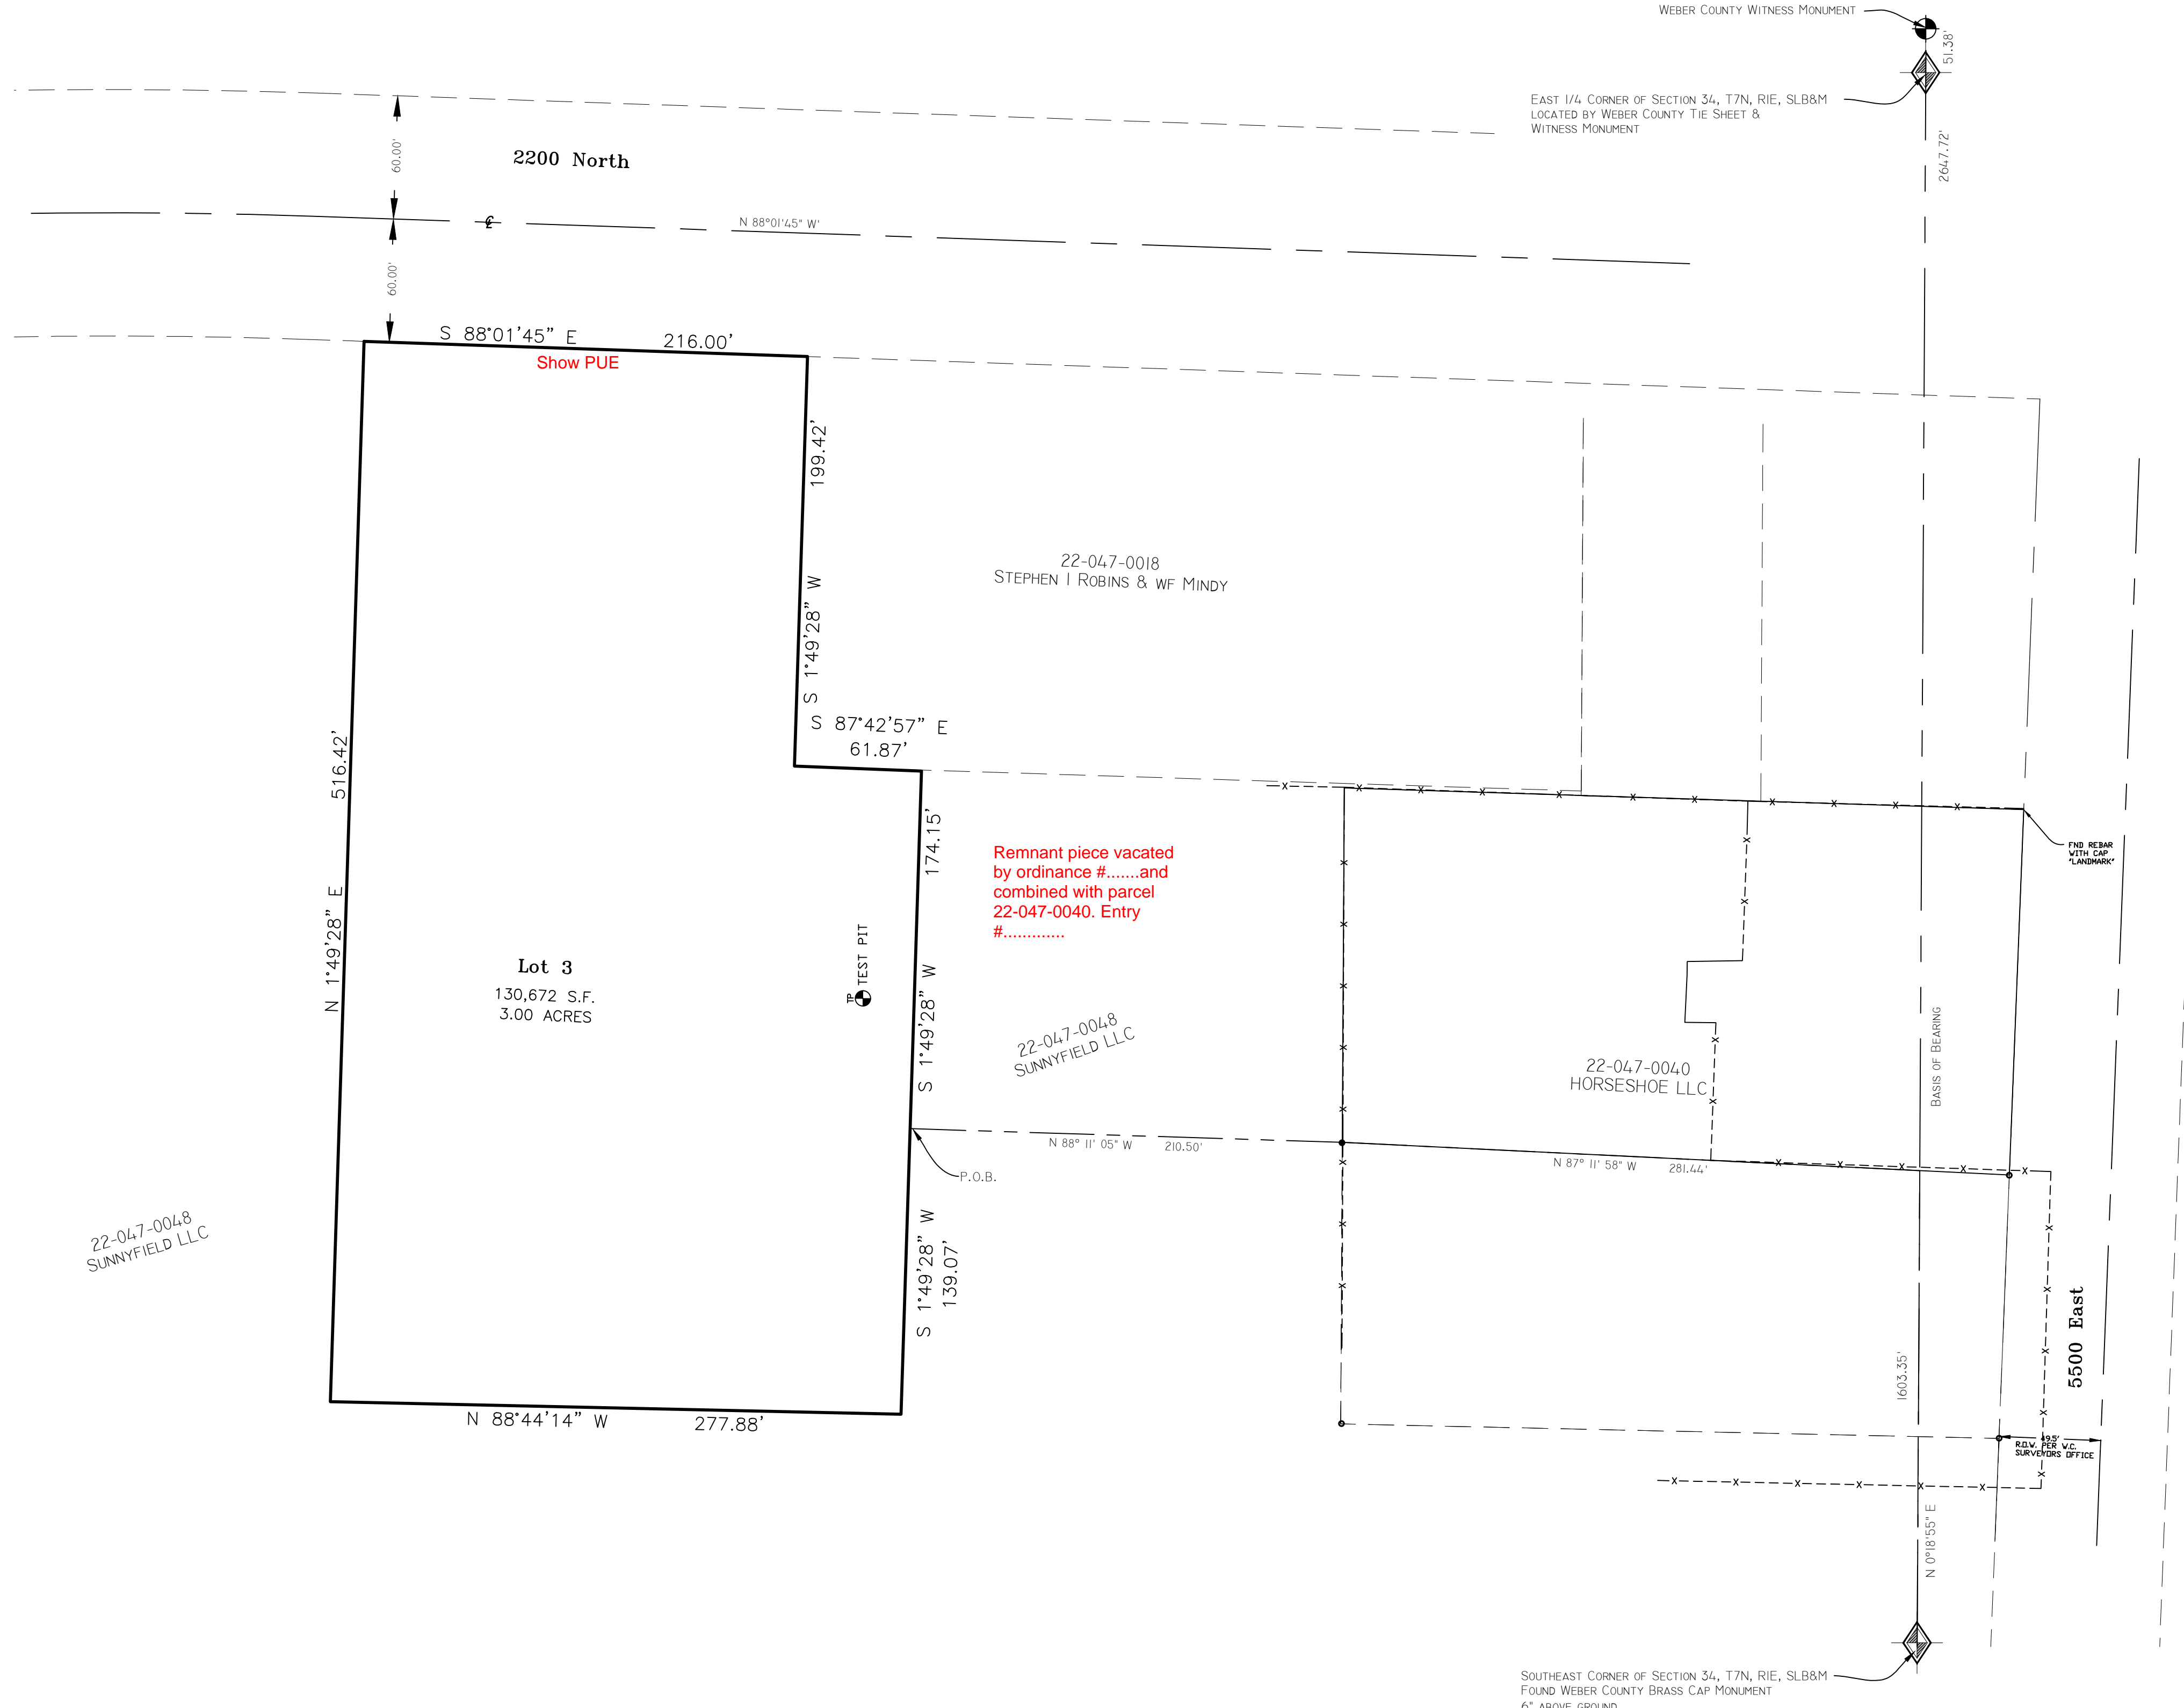 WEBER COUNTY WITNESS MONUMENT
51.38'
EAST 1/4 CORNER OF SECTION 34, T7N, R1E, SLB&M
LOCATED BY WEBER COUNTY TIE SHEET &
WITNESS MONUMENT
2647.72'
60.00'
2200 North
N 88°01'45" W'
60.00'
S 88°01'45" E 216.00'
Show PUE
199.42'
S 1°49'28" W
22-047-0018
STEPHEN I ROBINS & WF MINDY
S 87°42'57" E
61.87'
516.42'
N 1°49'28" E
174.15'
S 1°49'28" W
Remnant piece vacated
by ordinance #.......and
combined with parcel
22-047-0040. Entry
#.............
FND REBAR
WITH CAP
"LANDMARK"
Lot 3
130,672 S.F.
3.00 ACRES
TP
TEST PIT
22-047-0048
SUNNYFIELD LLC
22-047-0040
HORSESHOE LLC
BASIS OF BEARING
N 88° 11' 05" W 210.50'
N 87° 11' 58" W 281.44'
P.O.B.
22-047-0048
SUNNYFIELD LLC
S 1°49'28" W
139.07'
5500 East
1603.35'
N 88°44'14" W 277.88'
49.5'
R.O.W. PER W.C.
SURVEYORS OFFICE
N 0°18'55" E
SOUTHEAST CORNER OF SECTION 34, T7N, R1E, SLB&M
FOUND WEBER COUNTY BRASS CAP MONUMENT
6" ABOVE GROUND
X X X X X X X X X X X